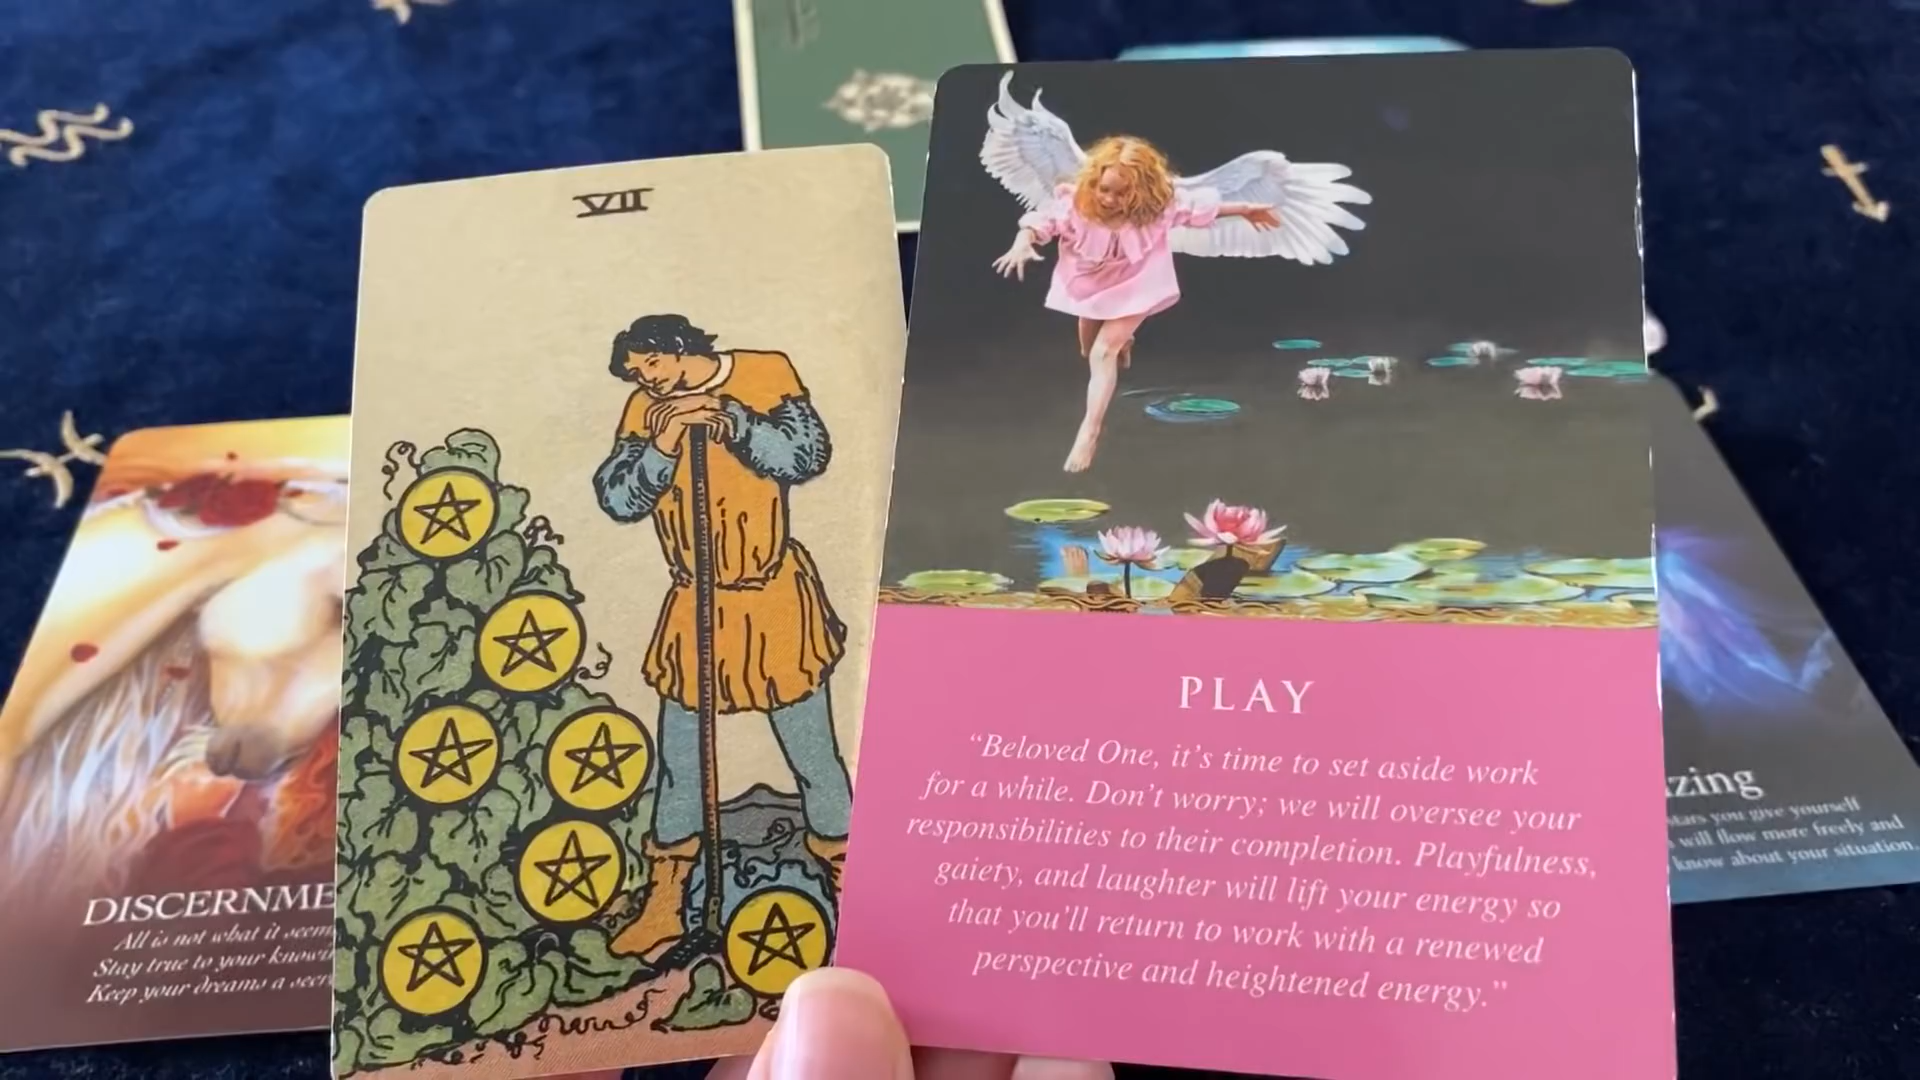 VII
PLAY
“Beloved One, it’s time to set aside work
for a while. Don’t worry; we will oversee your
responsibilities to their completion. Playfulness,
gaiety, and laughter will lift your energy so
that you’ll return to work with a renewed
perspective and heightened energy.”
DISCERNME
All is not what it seem
Stay true to your knowi
Keep your dreams a secr
zing
stars you give yourself
will flow more freely and
know about your situation.